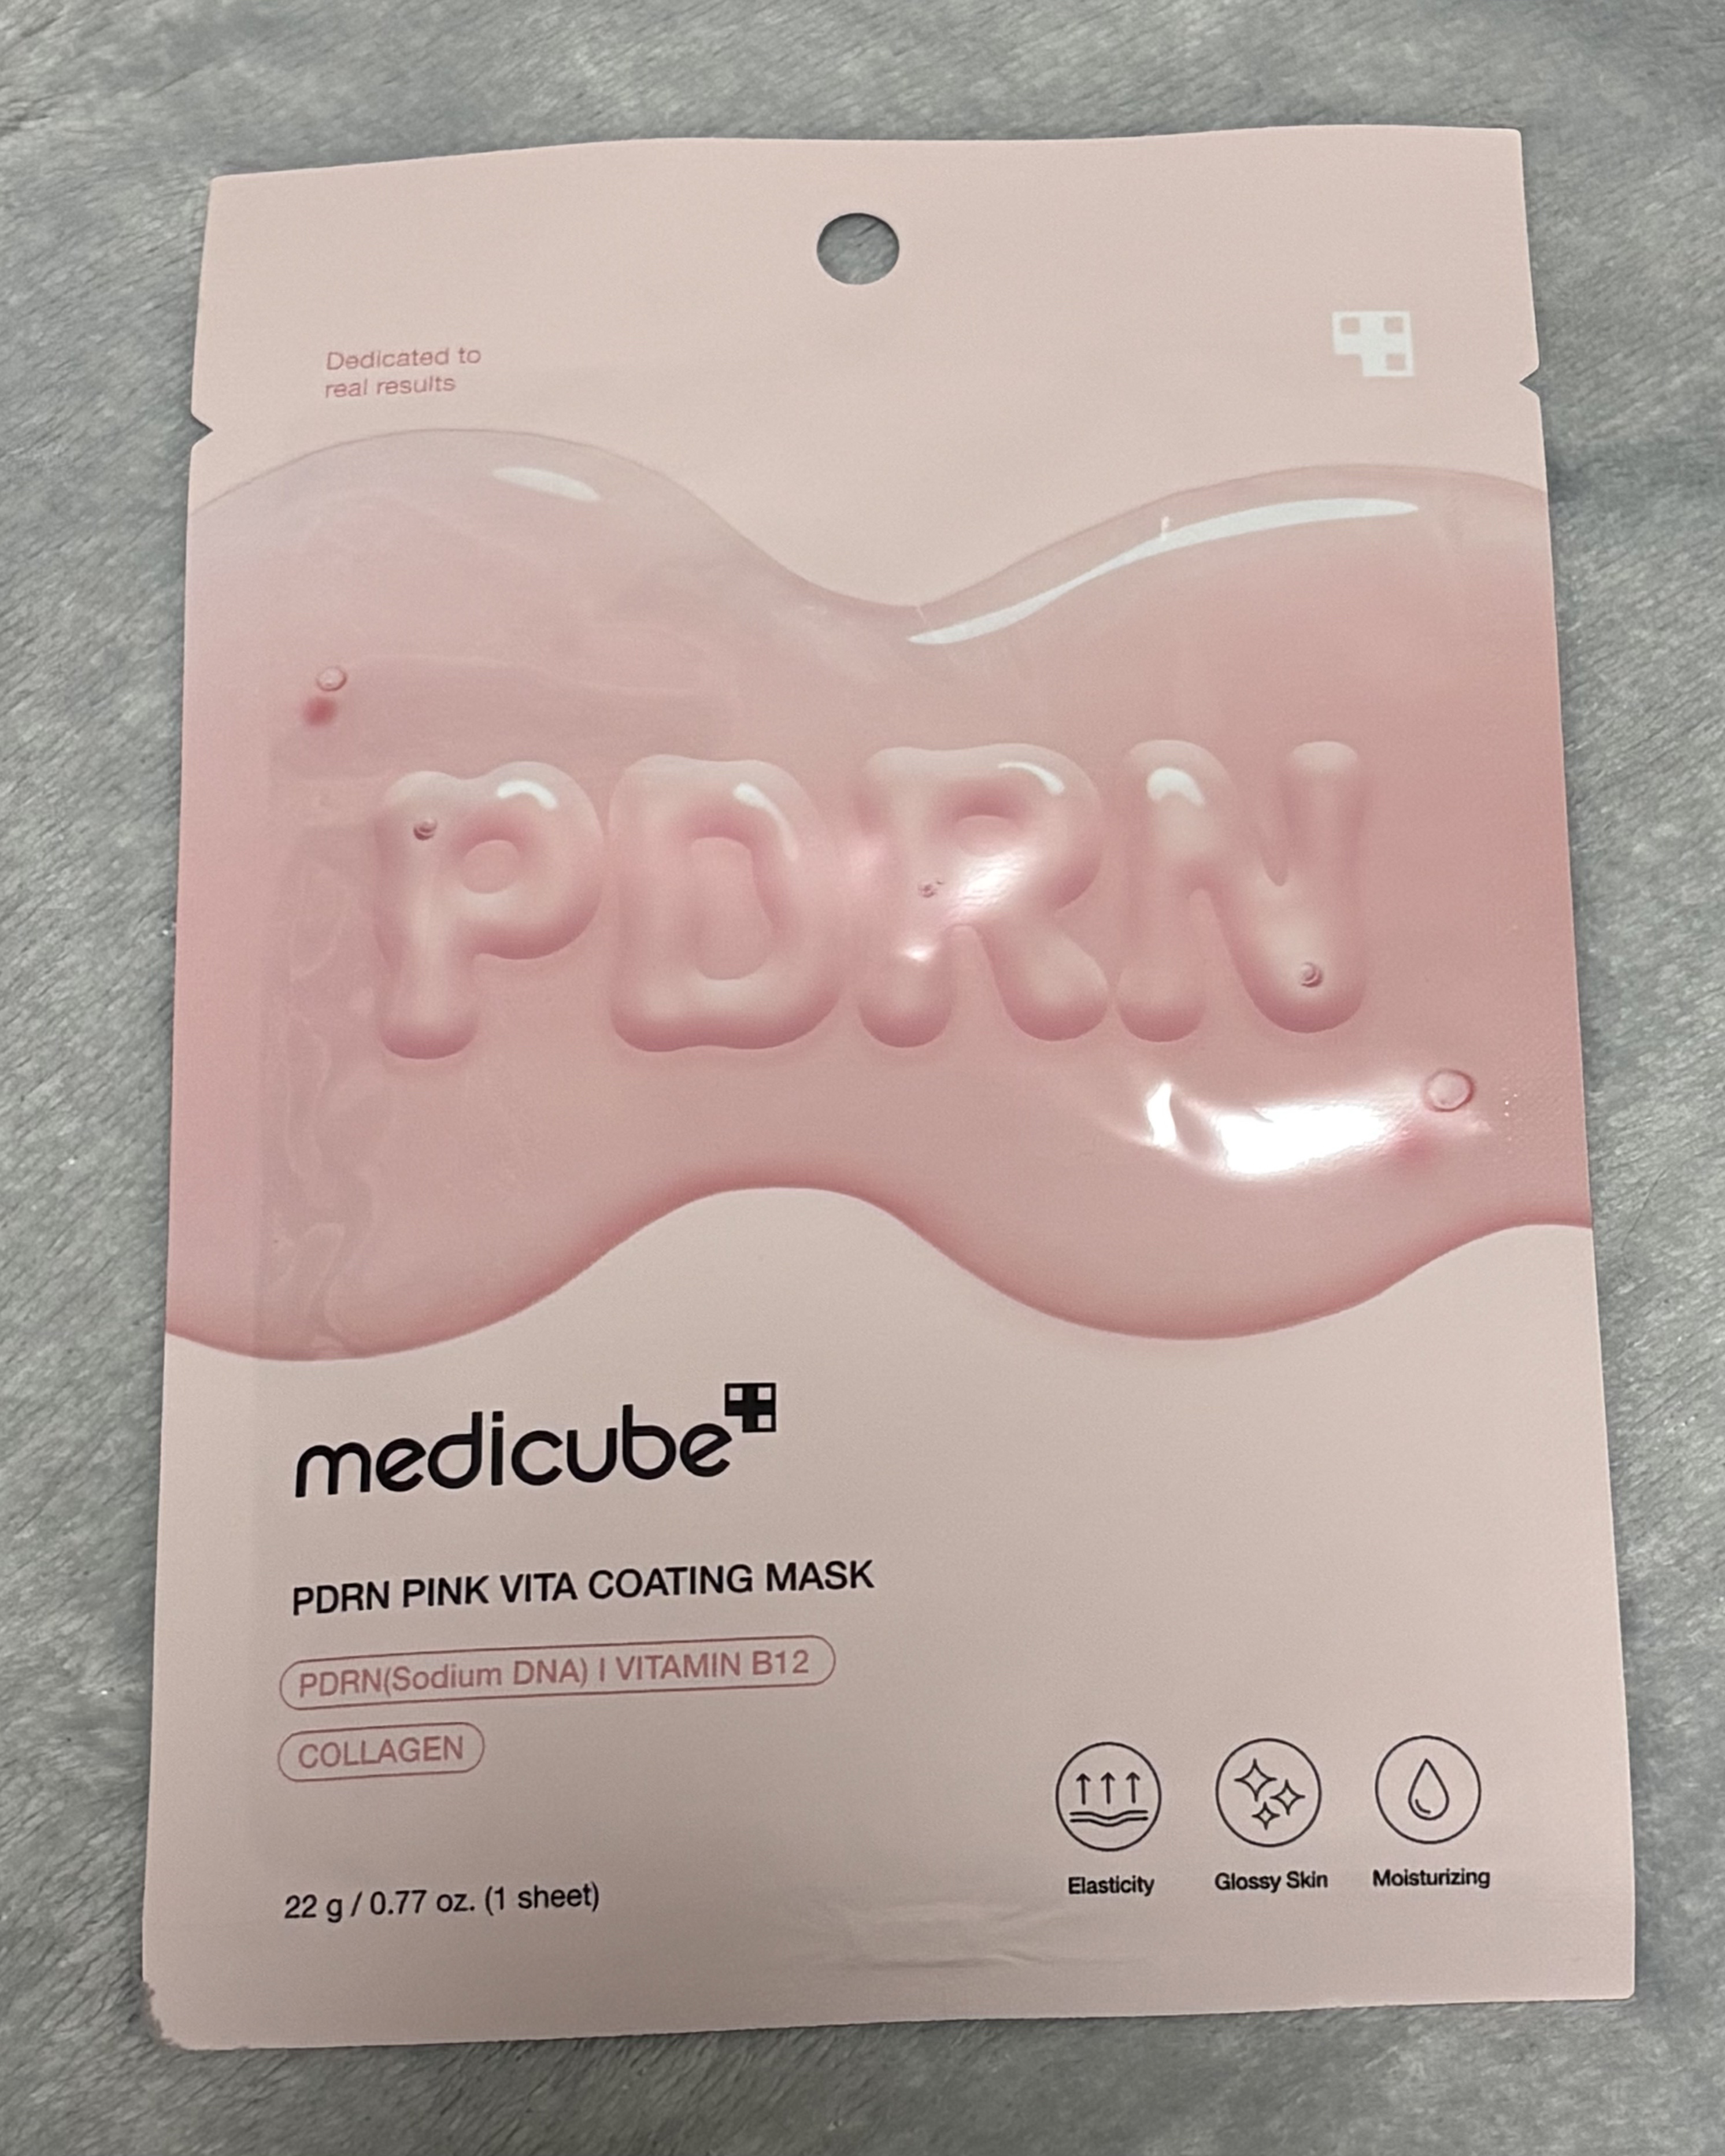 Dedicated to
real results
PDRN
medicube
PDRN PINK VITA COATING MASK
PDRN(Sodium DNA) | VITAMIN B12
COLLAGEN
22 g / 0.77 oz. (1 sheet)
Elasticity
Glossy Skin
Moisturizing